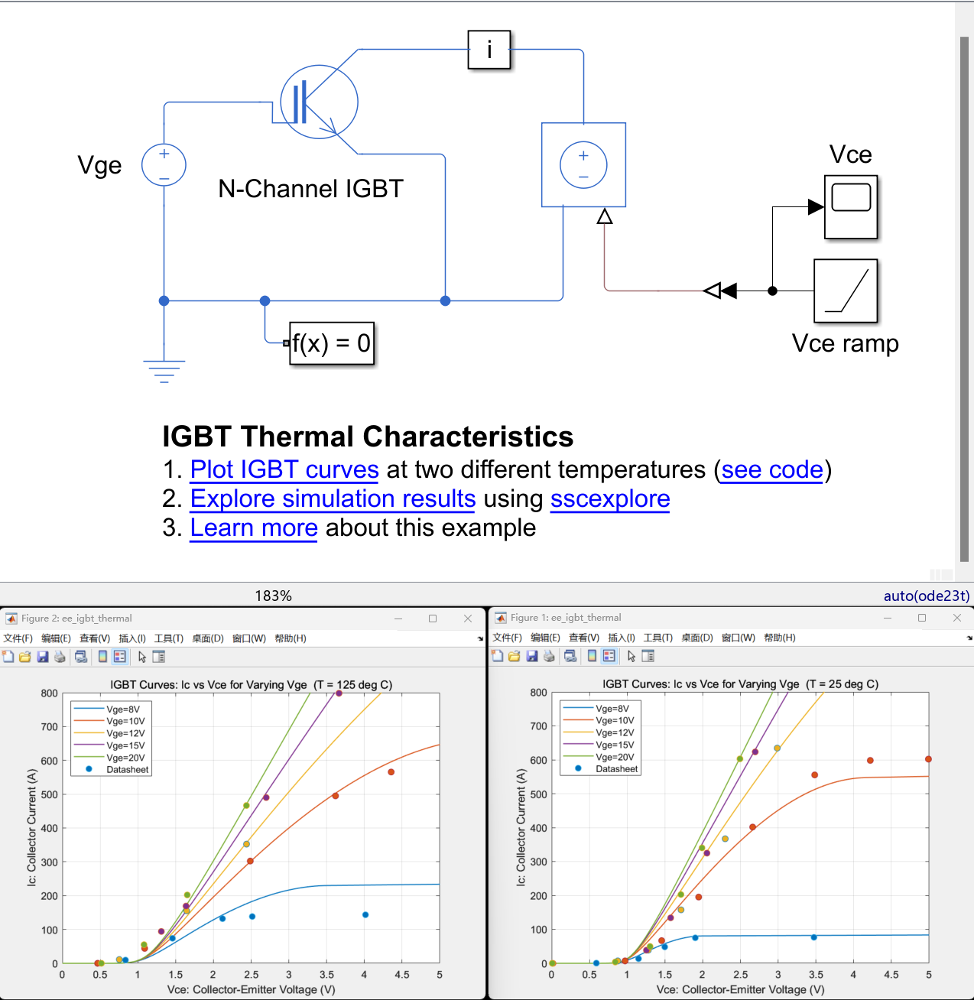 i
Vge
N-Channel IGBT
Vce
f(x) = 0
Vce ramp
IGBT Thermal Characteristics
1. Plot IGBT curves at two different temperatures (see code)
2. Explore simulation results using sscexplore
3. Learn more about this example
183%
auto(ode23t)
Figure 2: ee_igbt_thermal
文件(F) 编辑(E) 查看(V) 插入(I) 工具(T) 桌面(D) 窗口(W) 帮助(H)
IGBT Curves: Ic vs Vce for Varying Vge (T = 125 deg C)
Ic: Collector Current (A)
800
700
600
500
400
300
200
100
0
Vge=8V
Vge=10V
Vge=12V
Vge=15V
Vge=20V
Datasheet
0 0.5 1 1.5 2 2.5 3 3.5 4 4.5 5
Vce: Collector-Emitter Voltage (V)
Figure 1: ee_igbt_thermal
文件(F) 编辑(E) 查看(V) 插入(I) 工具(T) 桌面(D) 窗口(W) 帮助(H)
IGBT Curves: Ic vs Vce for Varying Vge (T = 25 deg C)
Ic: Collector Current (A)
800
700
600
500
400
300
200
100
0
Vge=8V
Vge=10V
Vge=12V
Vge=15V
Vge=20V
Datasheet
0 0.5 1 1.5 2 2.5 3 3.5 4 4.5 5
Vce: Collector-Emitter Voltage (V)